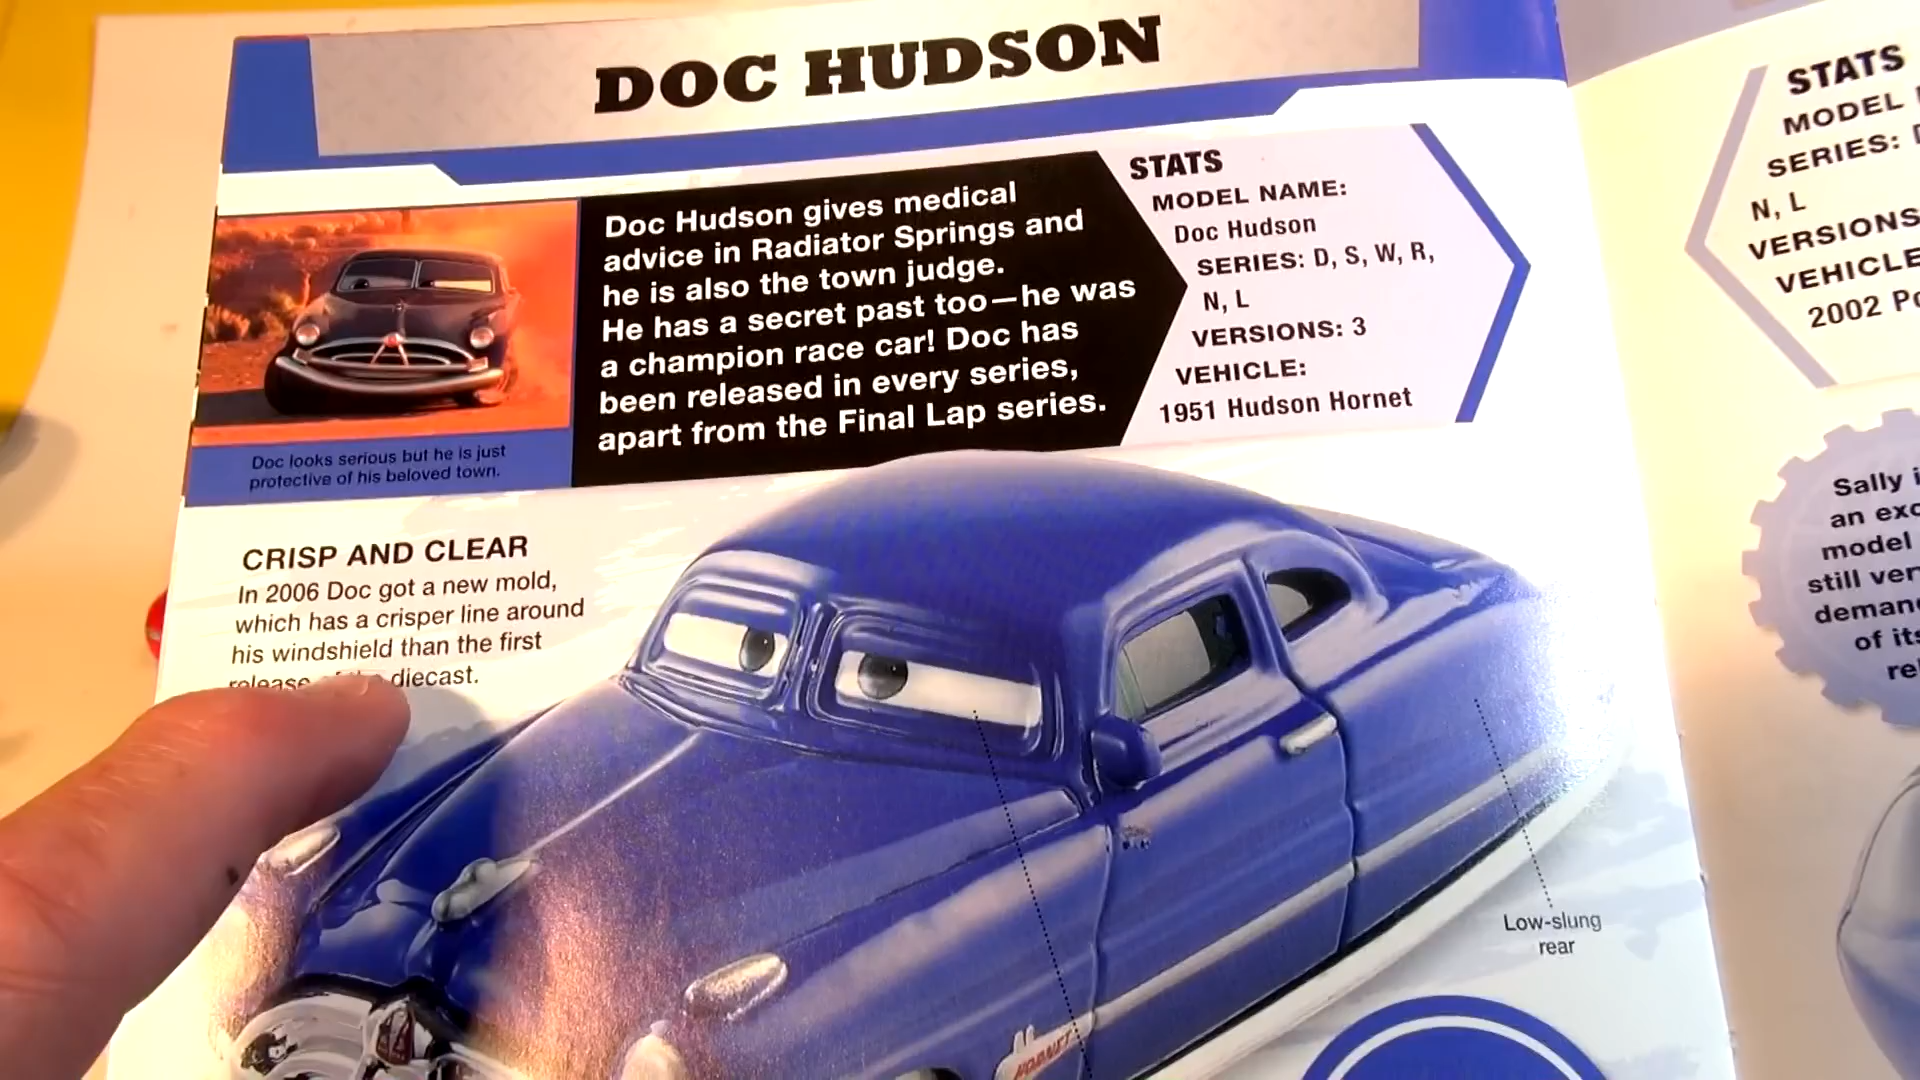 DOC HUDSON
Doc Hudson gives medical
advice in Radiator Springs and
he is also the town judge.
He has a secret past too—he was
a champion race car! Doc has
been released in every series,
apart from the Final Lap series.
STATS
MODEL NAME:
Doc Hudson
SERIES: D, S, W, R,
N, L
VERSIONS: 3
VEHICLE:
1951 Hudson Hornet
Doc looks serious but he is just
protective of his beloved town.
CRISP AND CLEAR
In 2006 Doc got a new mold,
which has a crisper line around
his windshield than the first
release diecast.
Low-slung
rear
HORNET
STATS
MODEL
SERIES:
N, L
VERSIONS
VEHICLE
2002
Sally
an
model
still
of